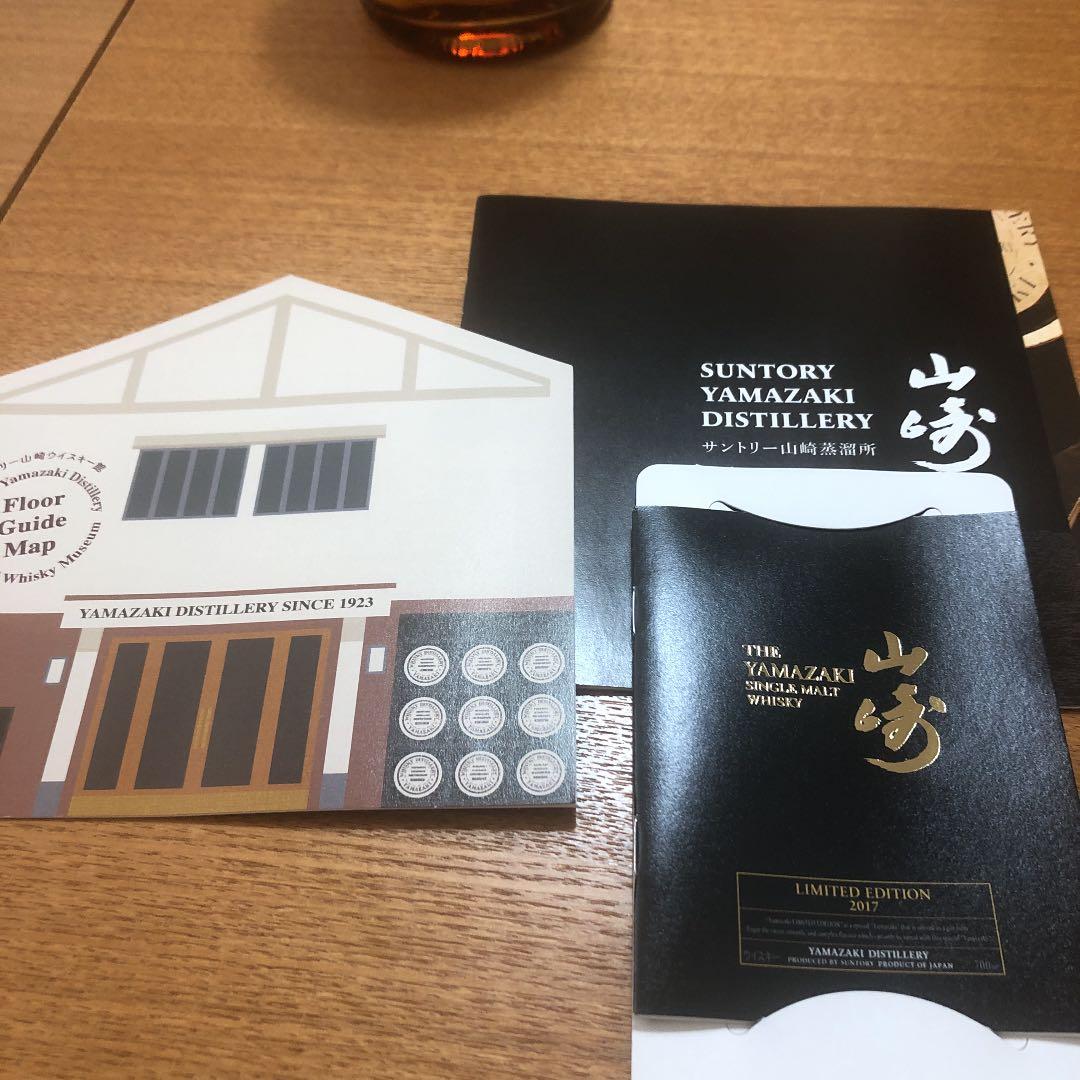 SUNTORY
YAMAZAKI
DISTILLERY
サントリー山崎蒸溜所
山崎
リー山崎ウイスキー館
Yamazaki Distillery
Floor
Guide
Map
Whisky Museum
YAMAZAKI DISTILLERY SINCE 1923
THE
YAMAZAKI
SINGLE MALT
WHISKY
山崎
LIMITED EDITION
2017
YAMAZAKI DISTILLERY
PRODUCED BY SUNTORY PRODUCT OF JAPAN
ウイスキー
700ml